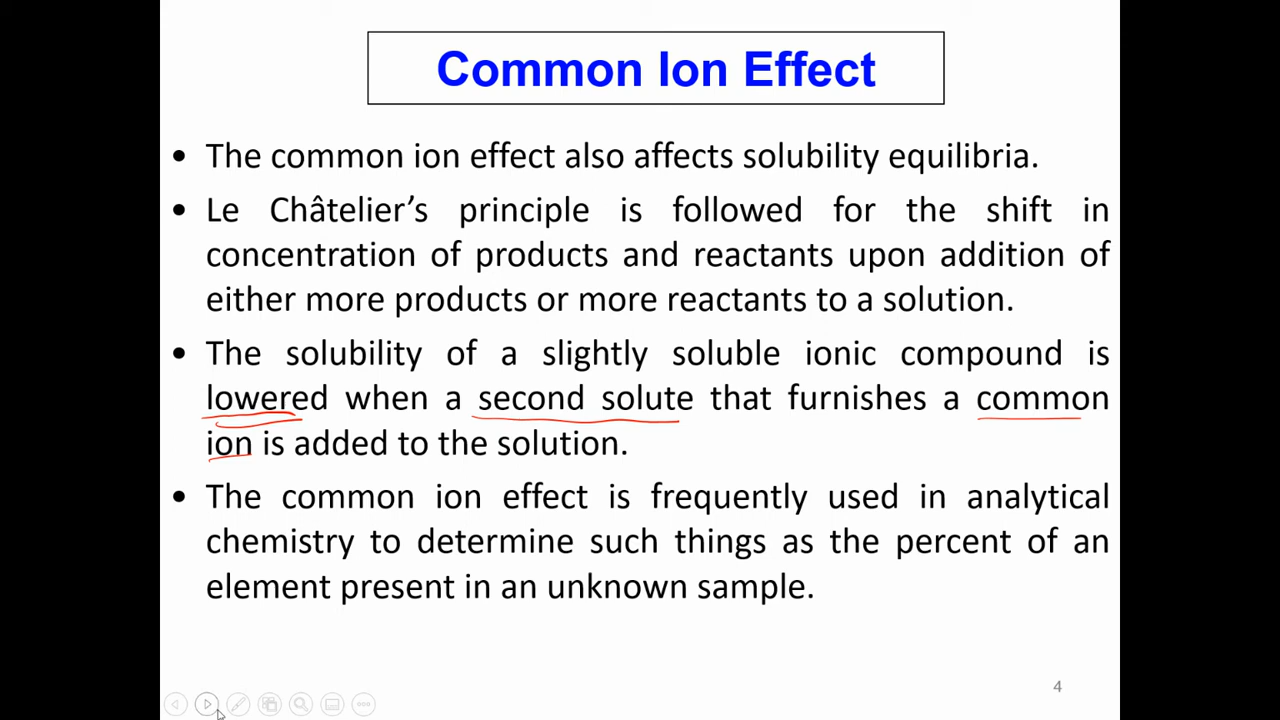 Common Ion Effect
• The common ion effect also affects solubility equilibria.
• Le Châtelier’s principle is followed for the shift in
concentration of products and reactants upon addition of
either more products or more reactants to a solution.
• The solubility of a slightly soluble ionic compound is
lowered when a second solute that furnishes a common
ion is added to the solution.
• The common ion effect is frequently used in analytical
chemistry to determine such things as the percent of an
element present in an unknown sample.
4